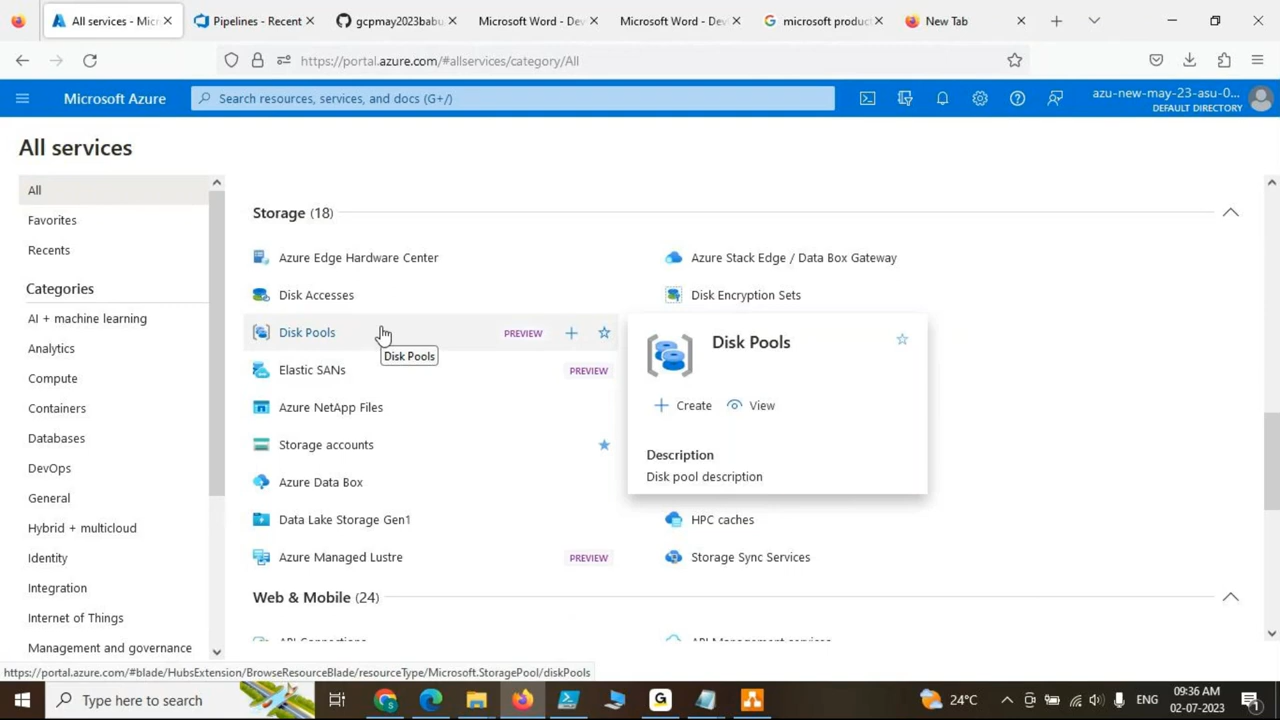 All services - Micr
Pipelines - Recent
gcpmay2023babu
Microsoft Word - Dev
Microsoft Word - Dev
microsay product
New Tab
https://portal.azure.com/#allservices/category/All
Microsoft Azure
Search resources, services, and docs (G+/)
azu-new-may-23-asu-0...
DEFAULT DIRECTORY
All services
All
Favorites
Recents
Categories
AI + machine learning
Analytics
Compute
Containers
Databases
DevOps
General
Hybrid + multicloud
Identity
Integration
Internet of Things
Management and governance
Storage (18)
Azure Edge Hardware Center
Azure Stack Edge / Data Box Gateway
Disk Accesses
Disk Encryption Sets
Disk Pools
PREVIEW
Disk Pools
Elastic SANs
PREVIEW
Azure NetApp Files
Storage accounts
Azure Data Box
Data Lake Storage Gen1
HPC caches
Azure Managed Lustre
PREVIEW
Storage Sync Services
Disk Pools
Create
View
Description
Disk pool description
Web & Mobile (24)
API Connections
API Management services
https://portal.azure.com/#blade/HubsExtension/BrowseResourceBlade/resourceType/Microsoft.StoragePool/diskPools
Type here to search
24°C
ENG
09:36 AM
02-07-2023
1